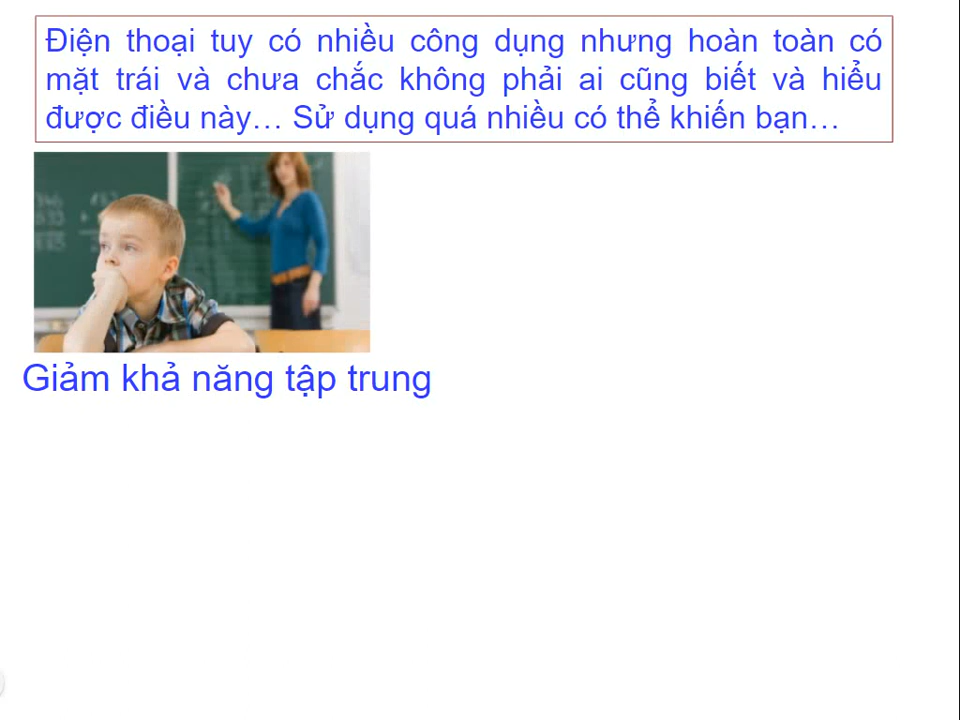 Điện thoại tuy có nhiều công dụng nhưng hoàn toàn có
mặt trái và chưa chắc không phải ai cũng biết và hiểu
được điều này… Sử dụng quá nhiều có thể khiến bạn…
Giảm khả năng tập trung